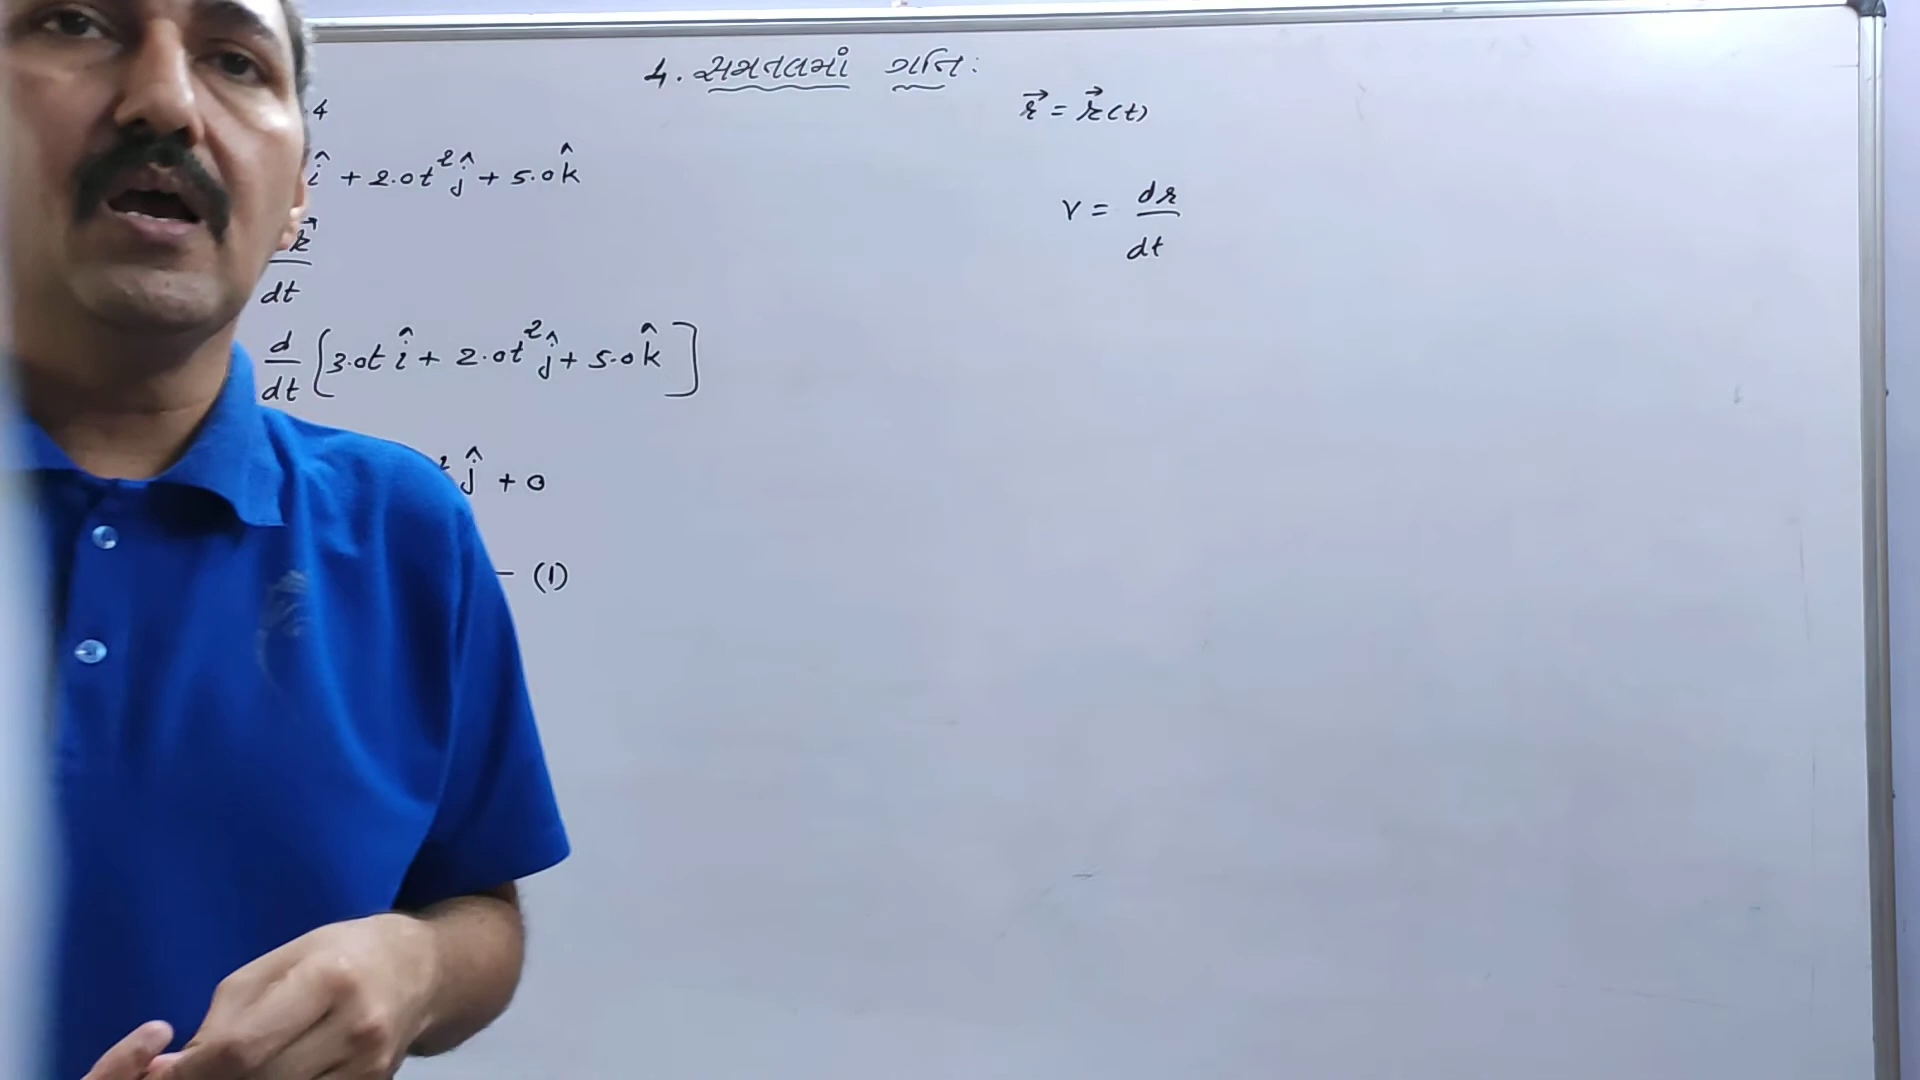 4. સમતલમાં ગતિ:
.4
î + 2.0t² ĵ + 5.0 k̂
dt
d/dt [3.0t î + 2.0t² ĵ + 5.0 k̂]
ĵ + 0
— (1)
r⃗ = r⃗(t)
v = dr/dt